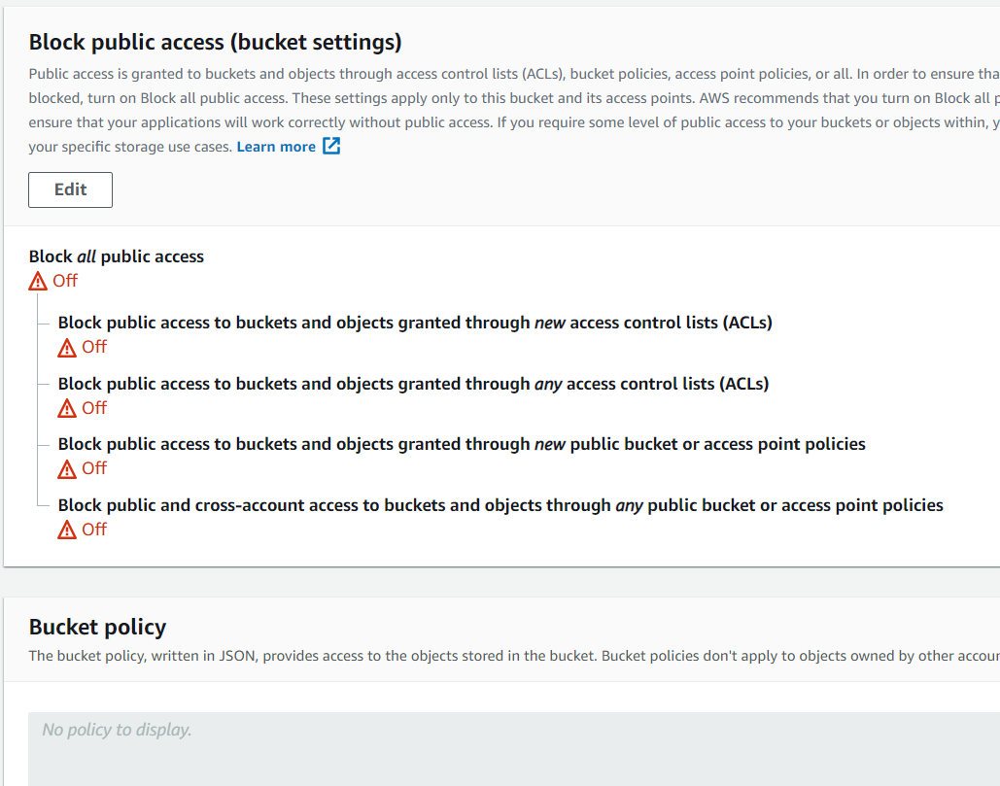 Block public access (bucket settings)
Public access is granted to buckets and objects through access control lists (ACLs), bucket policies, access point policies, or all. In order to ensure tha
blocked, turn on Block all public access. These settings apply only to this bucket and its access points. AWS recommends that you turn on Block all p
ensure that your applications will work correctly without public access. If you require some level of public access to your buckets or objects within, y
your specific storage use cases. Learn more
Edit
Block all public access
Off
Block public access to buckets and objects granted through new access control lists (ACLs)
Off
Block public access to buckets and objects granted through any access control lists (ACLs)
Off
Block public access to buckets and objects granted through new public bucket or access point policies
Off
Block public and cross-account access to buckets and objects through any public bucket or access point policies
Off
Bucket policy
The bucket policy, written in JSON, provides access to the objects stored in the bucket. Bucket policies don't apply to objects owned by other accoun
No policy to display.